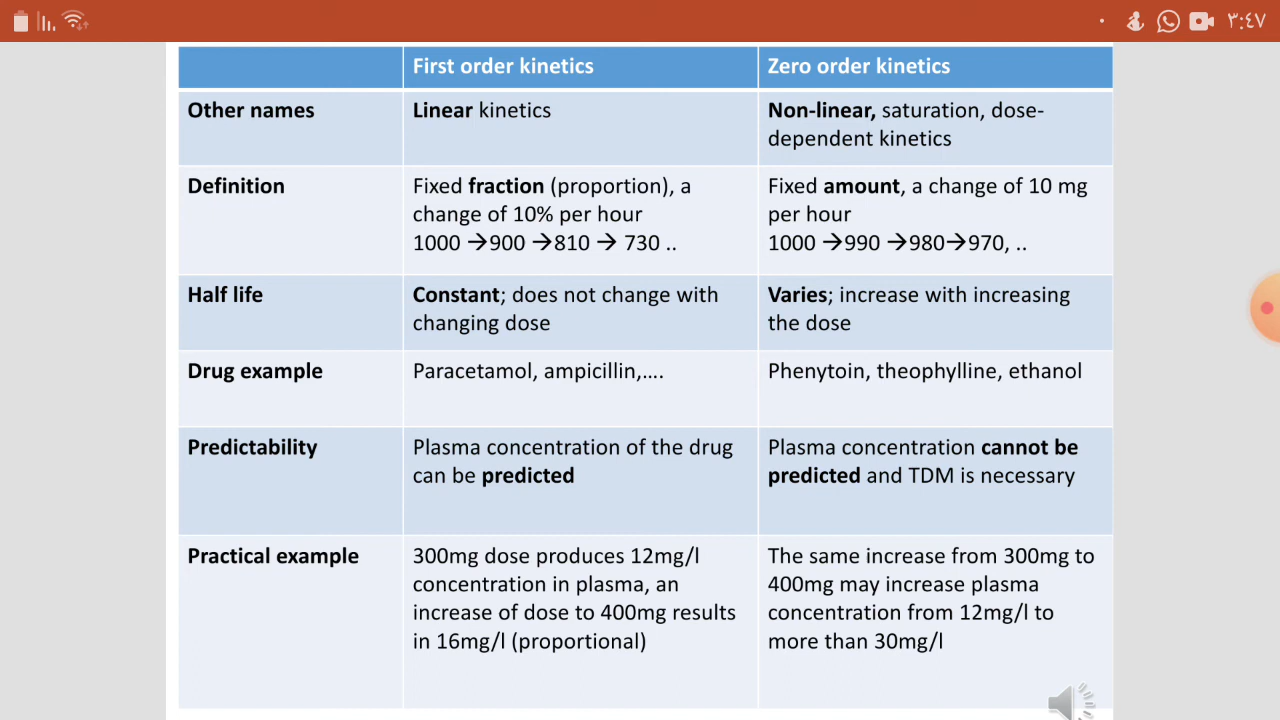 ٣:٤٧
First order kinetics
Zero order kinetics
Other names
Linear kinetics
Non-linear, saturation, dose-
dependent kinetics
Definition
Fixed fraction (proportion), a
change of 10% per hour
1000 →900 →810 → 730 ..
Fixed amount, a change of 10 mg
per hour
1000 →990 →980→970, ..
Half life
Constant; does not change with
changing dose
Varies; increase with increasing
the dose
Drug example
Paracetamol, ampicillin,....
Phenytoin, theophylline, ethanol
Predictability
Plasma concentration of the drug
can be predicted
Plasma concentration cannot be
predicted and TDM is necessary
Practical example
300mg dose produces 12mg/l
concentration in plasma, an
increase of dose to 400mg results
in 16mg/l (proportional)
The same increase from 300mg to
400mg may increase plasma
concentration from 12mg/l to
more than 30mg/l